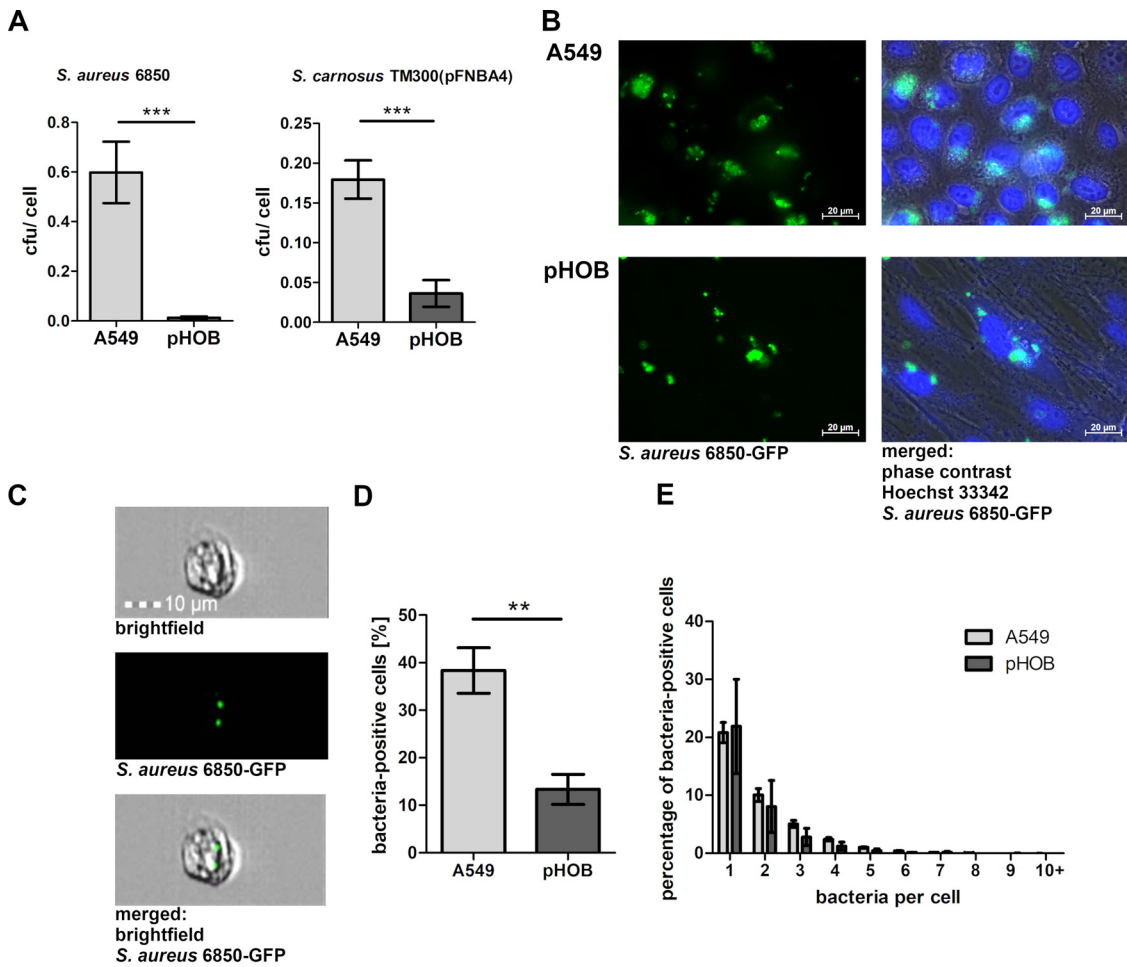 A
S. aureus 6850
S. carnosus TM300(pFNBA4)
cfu/ cell
0.8
0.6
0.4
0.2
0.0
***
A549
pHOB
cfu/ cell
0.25
0.20
0.15
0.10
0.05
0.00
***
A549
pHOB
B
A549
20 µm
20 µm
pHOB
20 µm
20 µm
S. aureus 6850-GFP
merged:
phase contrast
Hoechst 33342
S. aureus 6850-GFP
C
10 µm
brightfield
S. aureus 6850-GFP
merged:
brightfield
S. aureus 6850-GFP
D
bacteria-positive cells [%]
50
40
30
20
10
0
**
A549
pHOB
E
percentage of bacteria-positive cells
40
30
20
10
0
A549
pHOB
1 2 3 4 5 6 7 8 9 10+
bacteria per cell